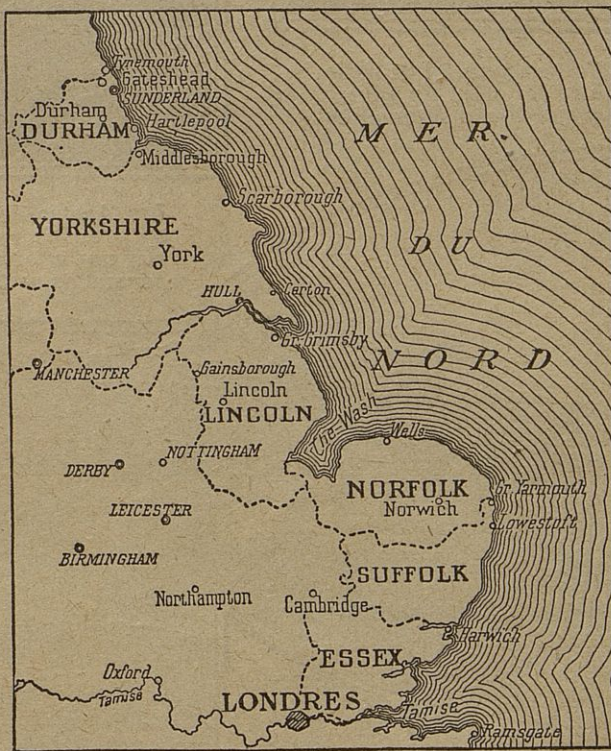 Tynemouth
Gateshead
SUNDERLAND
Durham
Hartlepool
DURHAM
MER.
Middlesborough
Scarborough
YORKSHIRE
DU
York
HULL
Certon
Gr. Grimsby
NORD
MANCHESTER
Gainsborough
Lincoln
LINCOLN
The Wash
Wells
NOTTINGHAM
DERBY
NORFOLK
Gr. Yarmouth
Norwich
LEICESTER
Lowestoft
BIRMINGHAM
SUFFOLK
Northampton
Cambridge
Harwich
ESSEX
Oxford
Tamise
LONDRES
Tamise
Ramsgate